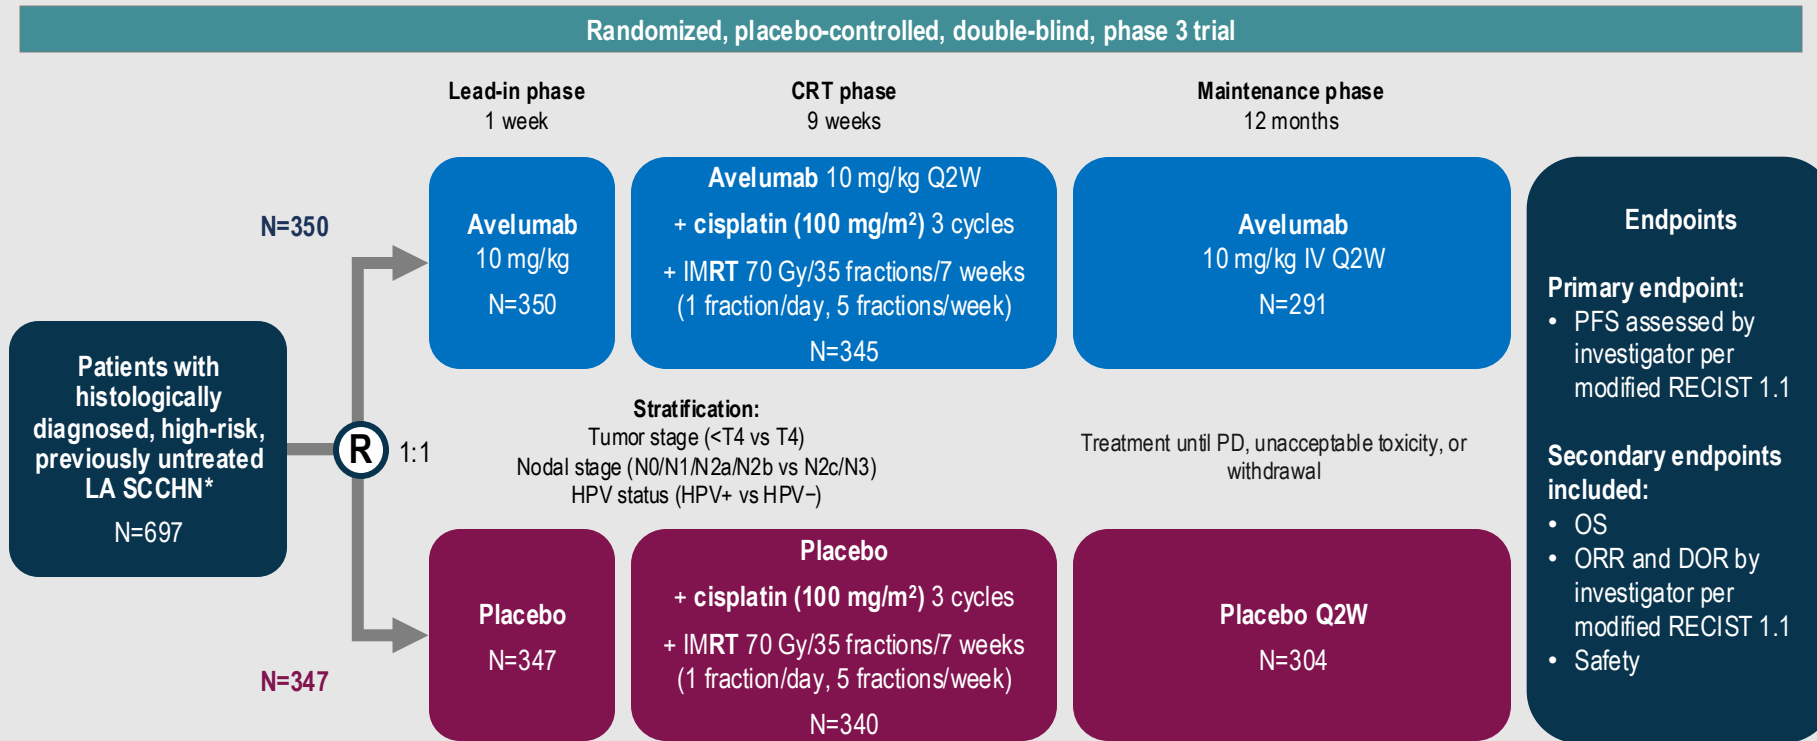 Randomized, placebo-controlled, double-blind, phase 3 trial
Lead-in phase
1 week
CRT phase
9 weeks
Maintenance phase
12 months
Patients with
histologically
diagnosed, high-risk,
previously untreated
LA SCCHN*
N=697
R
1:1
N=350
Avelumab
10 mg/kg
N=350
Avelumab 10 mg/kg Q2W
+ cisplatin (100 mg/m²) 3 cycles
+ IMRT 70 Gy/35 fractions/7 weeks
(1 fraction/day, 5 fractions/week)
N=345
Avelumab
10 mg/kg IV Q2W
N=291
Stratification:
Tumor stage (<T4 vs T4)
Nodal stage (N0/N1/N2a/N2b vs N2c/N3)
HPV status (HPV+ vs HPV−)
Treatment until PD, unacceptable toxicity, or
withdrawal
N=347
Placebo
N=347
Placebo
+ cisplatin (100 mg/m²) 3 cycles
+ IMRT 70 Gy/35 fractions/7 weeks
(1 fraction/day, 5 fractions/week)
N=340
Placebo Q2W
N=304
Endpoints
Primary endpoint:
• PFS assessed by
investigator per
modified RECIST 1.1
Secondary endpoints
included:
• OS
• ORR and DOR by
investigator per
modified RECIST 1.1
• Safety